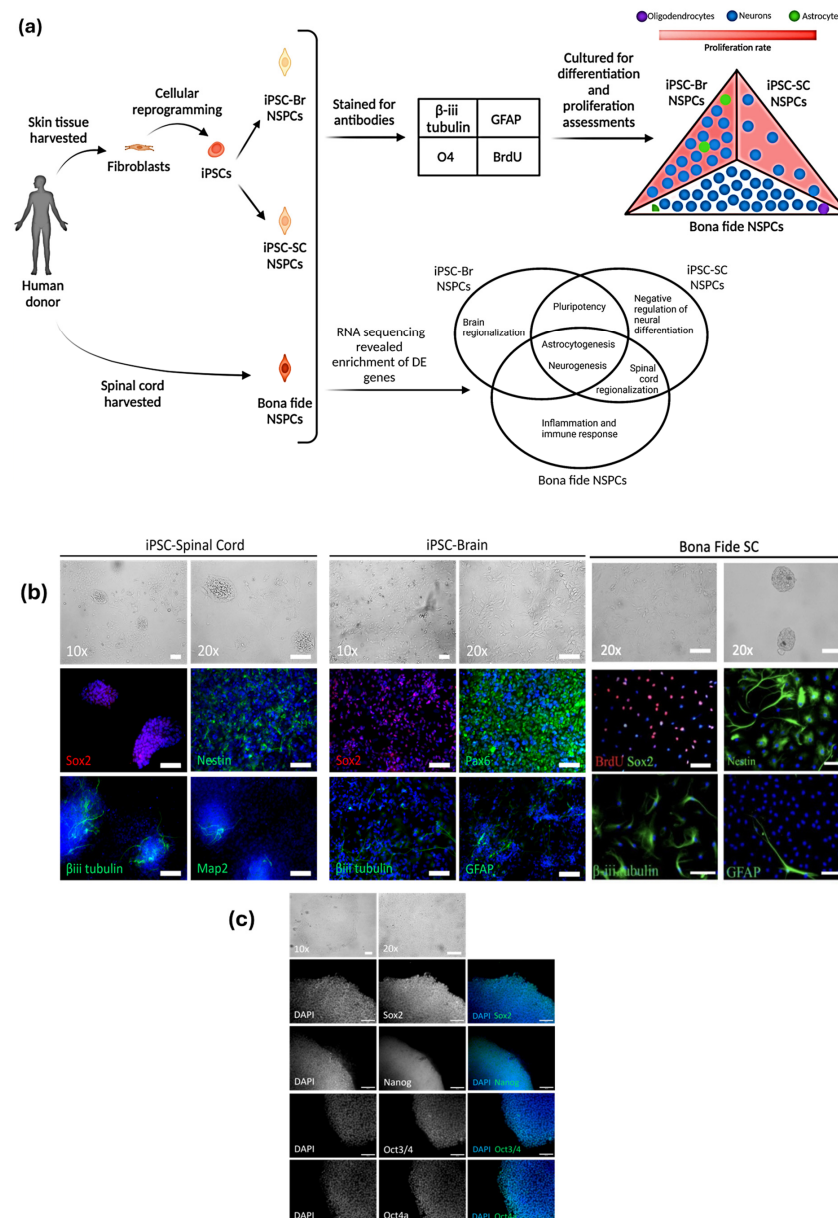 (a)
Oligodendrocytes
Neurons
Astrocyte
Proliferation rate
Skin tissue
harvested
Cellular
reprogramming
Fibroblasts
iPSCs
iPSC-Br
NSPCs
iPSC-SC
NSPCs
Human
donor
Spinal cord
harvested
Bona fide
NSPCs
Stained for
antibodies
β-iii
tubulin
GFAP
O4
BrdU
Cultured for
differentiation
and
proliferation
assessments
iPSC-Br
NSPCs
iPSC-SC
NSPCs
Bona fide NSPCs
RNA sequencing
revealed
enrichment of DE
genes
iPSC-Br
NSPCs
iPSC-SC
NSPCs
Brain
regionalization
Pluripotency
Negative
regulation of
neural
differentiation
Astrocytogenesis
Neurogenesis
Spinal
cord
regionalization
Inflammation and
immune response
Bona fide NSPCs
(b)
iPSC-Spinal Cord
iPSC-Brain
Bona Fide SC
10x
20x
10x
20x
20x
20x
Sox2
Nestin
Sox2
Pax6
BrdU Sox2
Nestin
βiii tubulin
Map2
βiii tubulin
GFAP
β-iii tubulin
GFAP
(c)
10x
20x
DAPI
Sox2
DAPI Sox2
DAPI
Nanog
DAPI Nanog
DAPI
Oct3/4
DAPI Oct3/4
DAPI
Oct4a
DAPI Oct4a